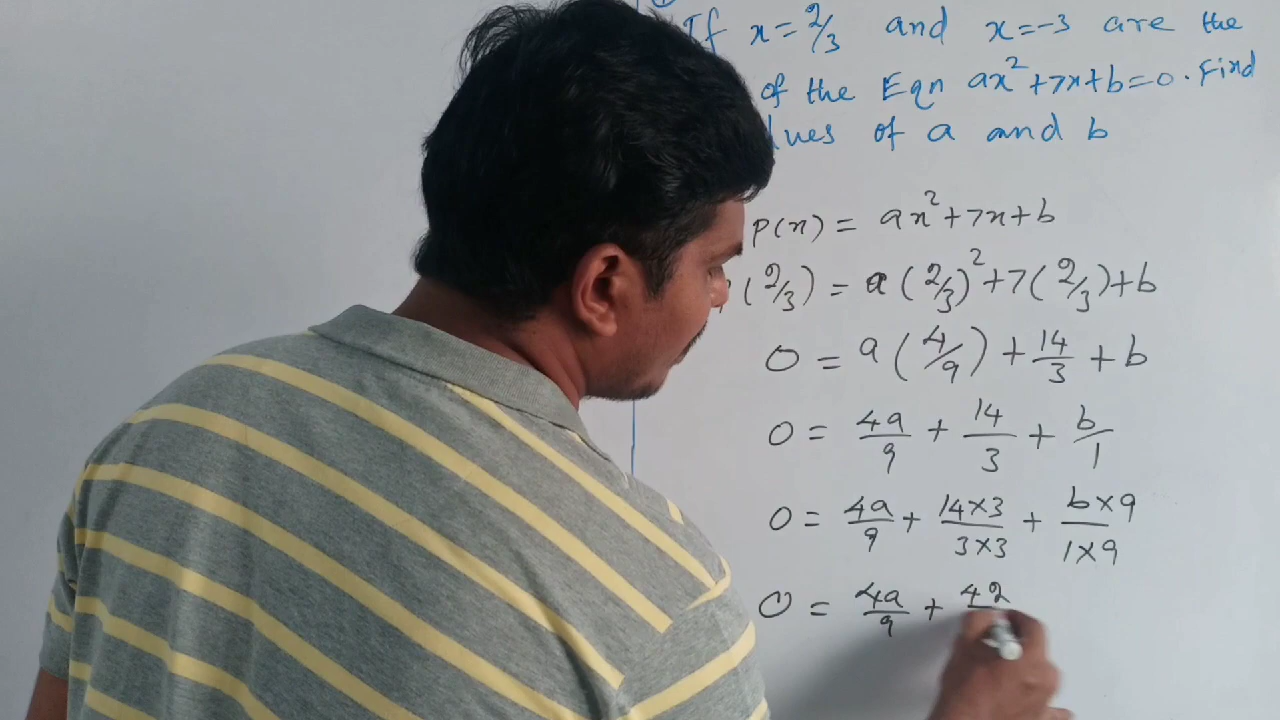 If x = 2/3 and x = -3 are the
of the Eqn ax² + 7x + b = 0. Find
lues of a and b
P(x) = ax² + 7x + b
(2/3) = a (2/3)² + 7 (2/3) + b
0 = a (4/9) + 14/3 + b
0 = 4a/9 + 14/3 + b/1
0 = 4a/9 + 14×3/3×3 + b×9/1×9
0 = 4a/9 + 42